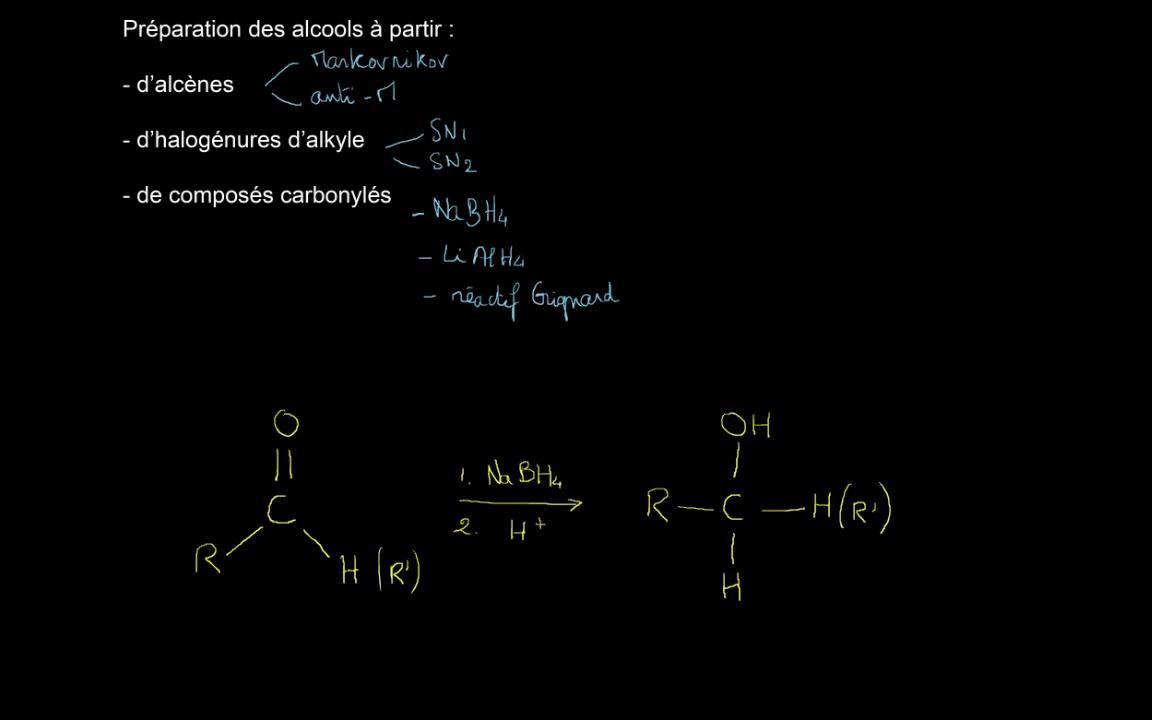 Préparation des alcools à partir :
Markovnikov
- d'alcènes
anti - M
SN1
- d'halogénures d'alkyle
SN2
- de composés carbonylés
- NaBH4
- LiAlH4
- réactif Grignard
O
OH
1. NaBH4
C
R
C
H (R')
2. H+
R
H (R')
H